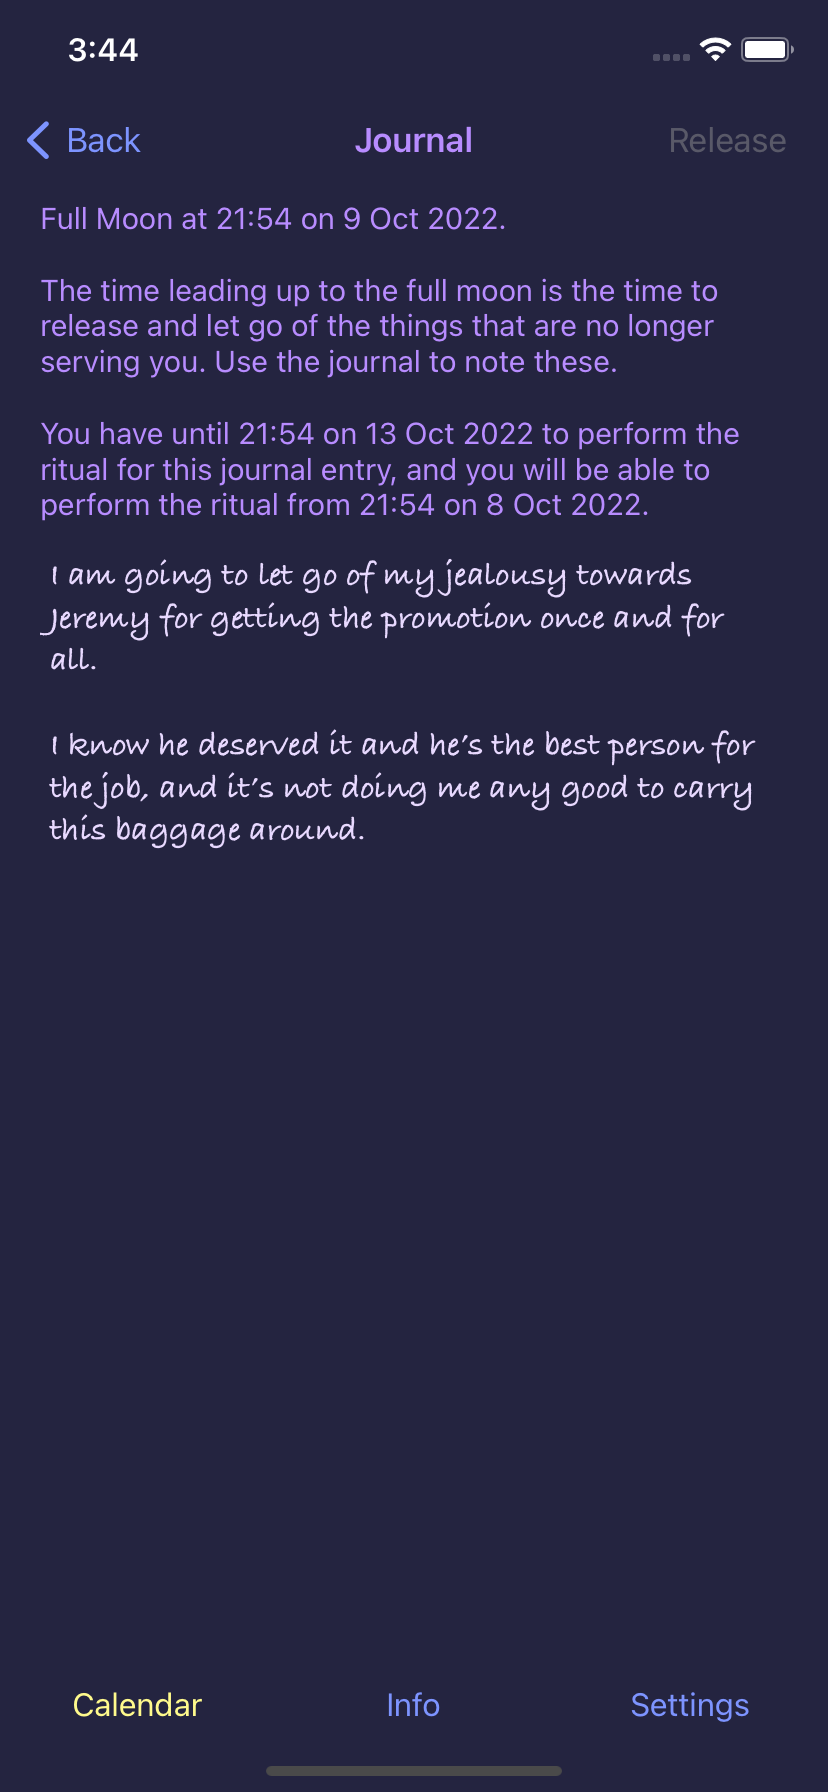 3:44
Back Journal Release
Full Moon at 21:54 on 9 Oct 2022.
The time leading up to the full moon is the time to
release and let go of the things that are no longer
serving you. Use the journal to note these.
You have until 21:54 on 13 Oct 2022 to perform the
ritual for this journal entry, and you will be able to
perform the ritual from 21:54 on 8 Oct 2022.
I am going to let go of my jealousy towards
Jeremy for getting the promotion once and for
all.
I know he deserved it and he's the best person for
the job, and it's not doing me any good to carry
this baggage around.
Calendar Info Settings